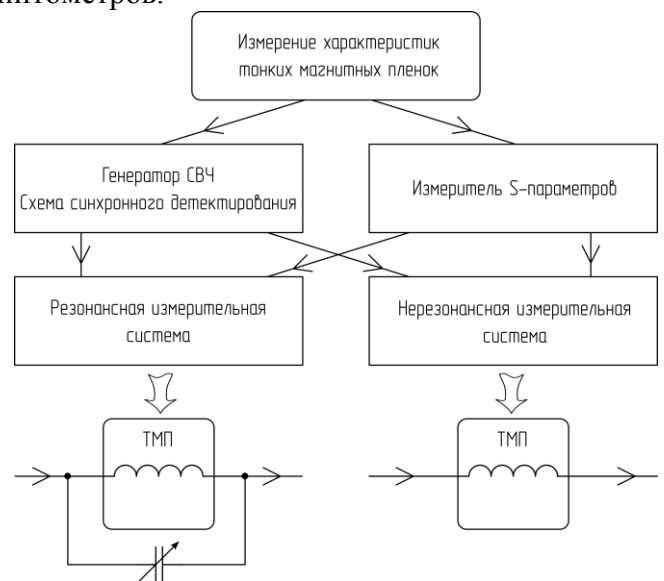 Измерение характеристик
тонких магнитных пленок
Генератор СВЧ
Схема синхронного детектирования
Измеритель S-параметров
Резонансная измерительная
система
Нерезонансная измерительная
система
ТМП
ТМП